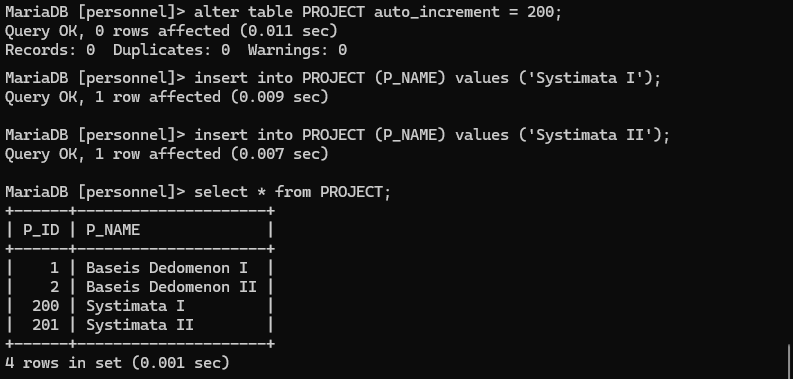 MariaDB [personnel]> alter table PROJECT auto_increment = 200;
Query OK, 0 rows affected (0.011 sec)
Records: 0  Duplicates: 0  Warnings: 0
MariaDB [personnel]> insert into PROJECT (P_NAME) values ('Systimata I');
Query OK, 1 row affected (0.009 sec)
MariaDB [personnel]> insert into PROJECT (P_NAME) values ('Systimata II');
Query OK, 1 row affected (0.007 sec)
MariaDB [personnel]> select * from PROJECT;
+------+---------------------+
| P_ID | P_NAME              |
+------+---------------------+
|    1 | Baseis Dedomenon I  |
|    2 | Baseis Dedomenon II |
|  200 | Systimata I         |
|  201 | Systimata II        |
+------+---------------------+
4 rows in set (0.001 sec)